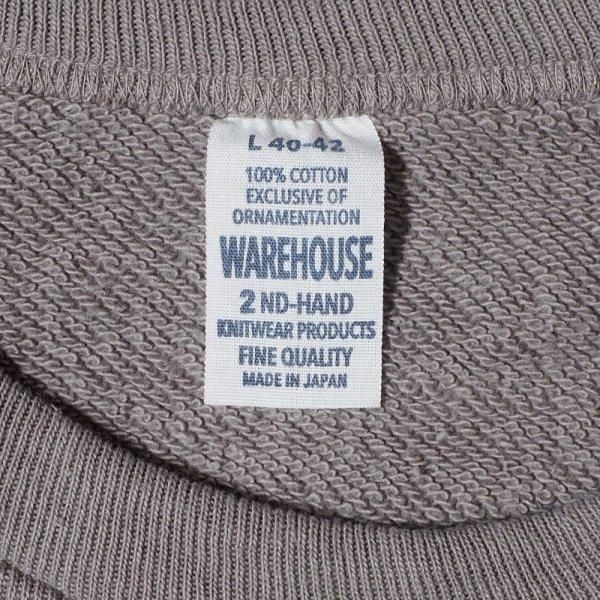 L 40-42
100% COTTON
EXCLUSIVE OF
ORNAMENTATION
WAREHOUSE
2 ND-HAND
KNITWEAR PRODUCTS
FINE QUALITY
MADE IN JAPAN